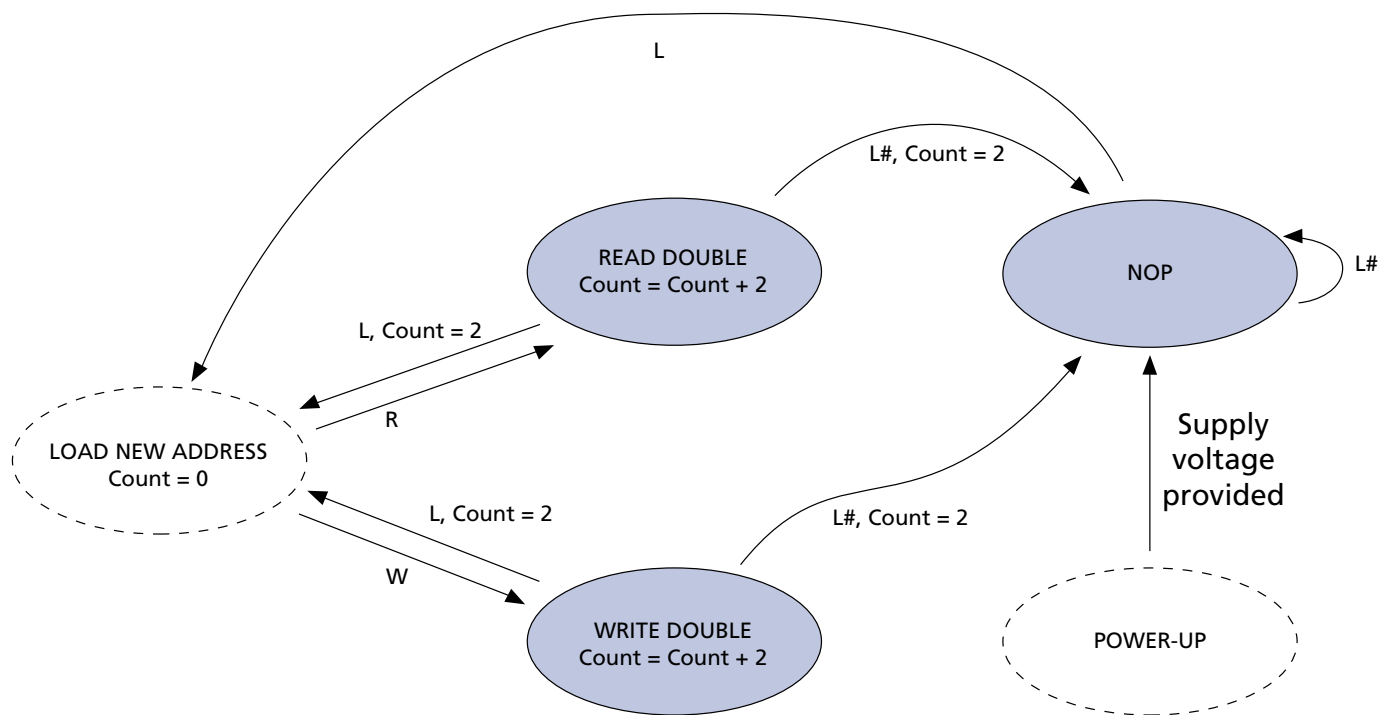 L
L#, Count = 2
READ DOUBLE
Count = Count + 2
NOP
L#
L, Count = 2
R
LOAD NEW ADDRESS
Count = 0
Supply
voltage
provided
L, Count = 2
L#, Count = 2
W
WRITE DOUBLE
Count = Count + 2
POWER-UP